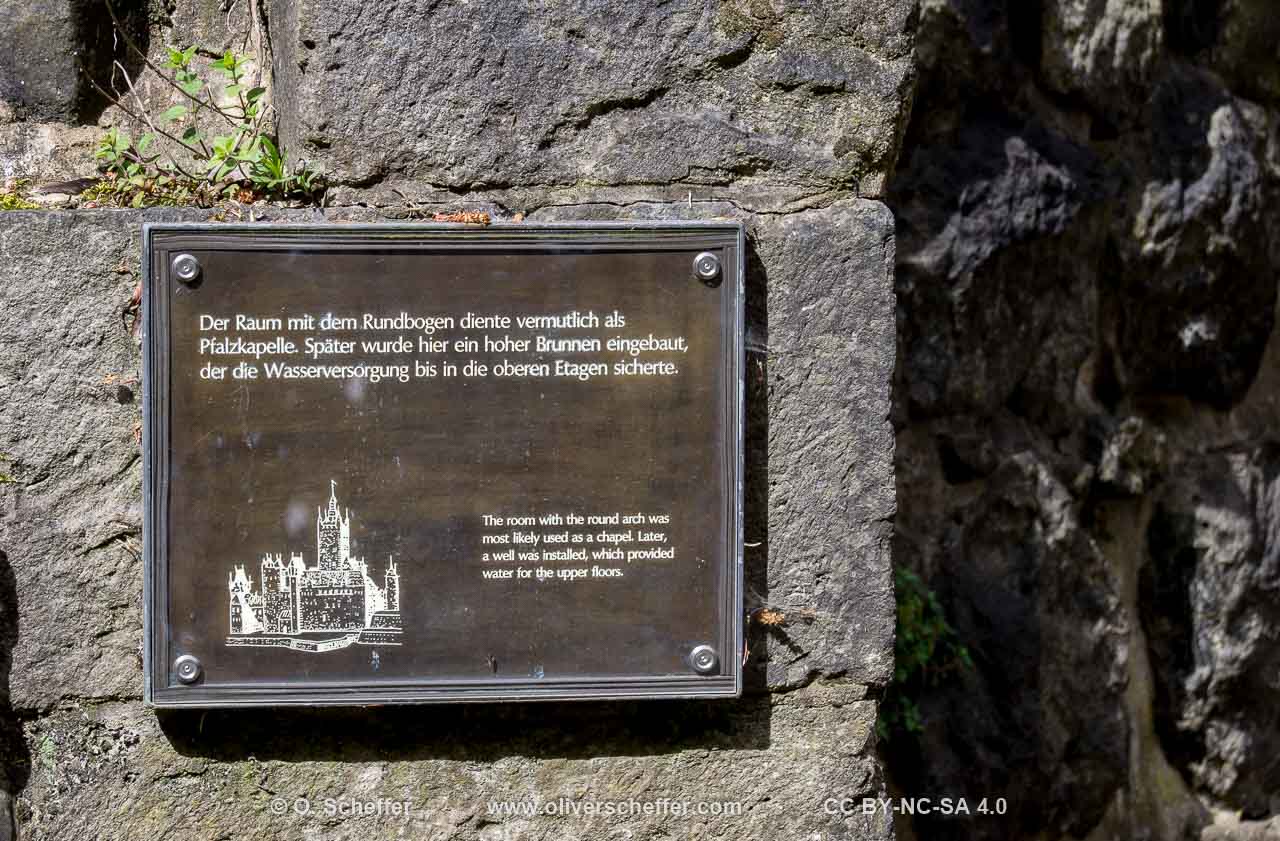 Der Raum mit dem Rundbogen diente vermutlich als
Pfalzkapelle. Später wurde hier ein hoher Brunnen eingebaut,
der die Wasserversorgung bis in die oberen Etagen sicherte.
The room with the round arch was
most likely used as a chapel. Later,
a well was installed, which provided
water for the upper floors.
© O. Scheffer www.oliverscheffer.com CC BY-NC-SA 4.0